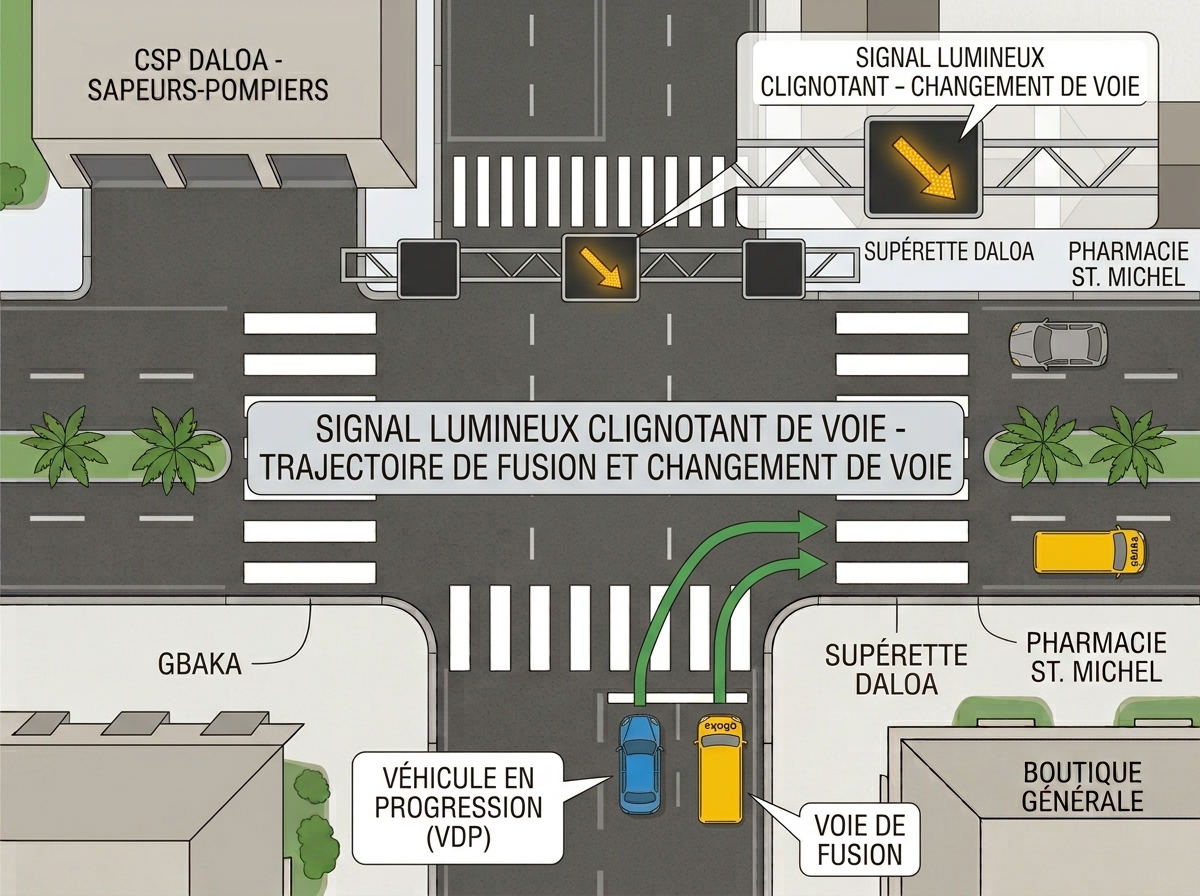 CSP DALOA -
SAPEURS-POMPIERS
SIGNAL LUMINEUX
CLIGNOTANT - CHANGEMENT DE VOIE
SUPÉRETTE DALOA
PHARMACIE
ST. MICHEL
SIGNAL LUMINEUX CLIGNOTANT DE VOIE -
TRAJECTOIRE DE FUSION ET CHANGEMENT DE VOIE
GBAKA
SUPÉRETTE
DALOA
PHARMACIE
ST. MICHEL
exogo
VÉHICULE EN
PROGRESSION
(VDP)
VOIE DE
FUSION
BOUTIQUE
GÉNÉRALE